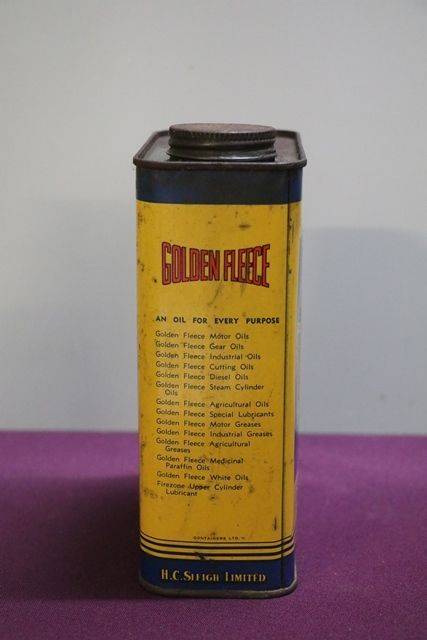 GOLDEN FLEECE
AN OIL FOR EVERY PURPOSE
Golden Fleece Motor Oils
Golden Fleece Gear Oils
Golden Fleece Industrial Oils
Golden Fleece Cutting Oils
Golden Fleece Diesel Oils
Golden Fleece Steam Cylinder
Oils
Golden Fleece Agricultural Oils
Golden Fleece Special Lubricants
Golden Fleece Motor Greases
Golden Fleece Industrial Greases
Golden Fleece Agricultural
Greases
Golden Fleece Medicinal
Paraffin Oils
Golden Fleece White Oils
Firezone Upper Cylinder
Lubricant
CONTAINERS LTD.
H.C. SLEIGH LIMITED